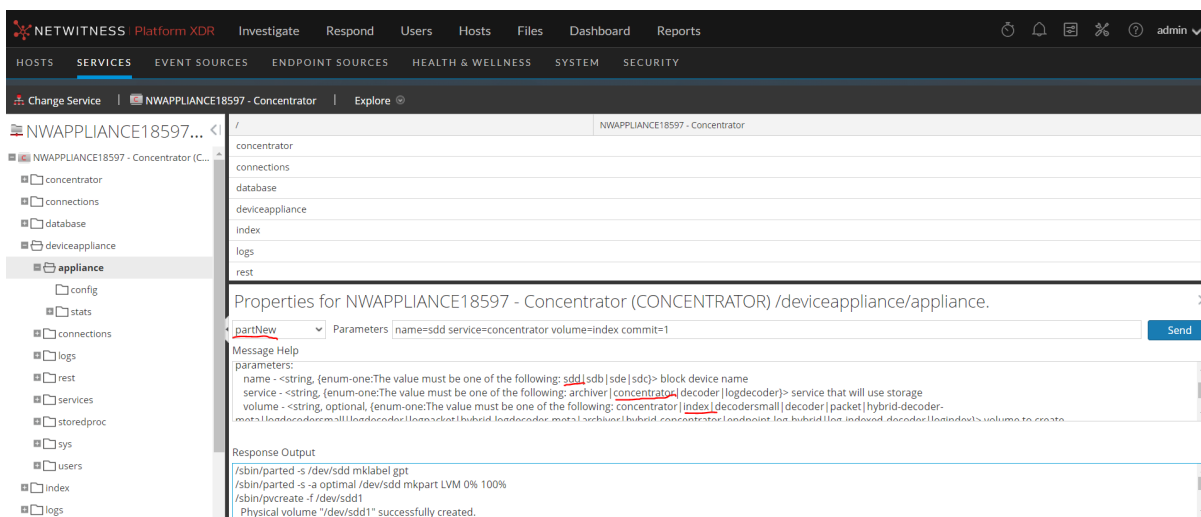 NETWITNESS Platform XDR Investigate Respond Users Hosts Files Dashboard Reports admin
HOSTS SERVICES EVENT SOURCES ENDPOINT SOURCES HEALTH & WELLNESS SYSTEM SECURITY
Change Service NWAPPLIANCE18597 - Concentrator Explore
NWAPPLIANCE18597...
NWAPPLIANCE18597 - Concentrator (C...
concentrator
connections
database
deviceappliance
appliance
config
stats
connections
logs
rest
services
storedproc
sys
users
index
logs
/ NWAPPLIANCE18597 - Concentrator
concentrator
connections
database
deviceappliance
index
logs
rest
Properties for NWAPPLIANCE18597 - Concentrator (CONCENTRATOR) /deviceappliance/appliance.
partNew Parameters name=sdd service=concentrator volume=index commit=1 Send
Message Help
parameters:
name - <string, {enum-one:The value must be one of the following: sdd|sdb|sde|sdc}> block device name
service - <string, {enum-one:The value must be one of the following: archiver|concentrator|decoder|logdecoder}> service that will use storage
volume - <string, optional, {enum-one:The value must be one of the following: concentrator|index|decodersmall|decoder|packet|hybrid-decoder-
meta|logdecodersmall|logdecoder|logpacket|hybrid-logdecoder-meta|archiver|hybrid-concentrator|endpoint-log-hybrid|log-indexed-decoder|logindex}> volume to create
Response Output
/sbin/parted -s /dev/sdd mklabel gpt
/sbin/parted -s -a optimal /dev/sdd mkpart LVM 0% 100%
/sbin/pvcreate -f /dev/sdd1
Physical volume "/dev/sdd1" successfully created.